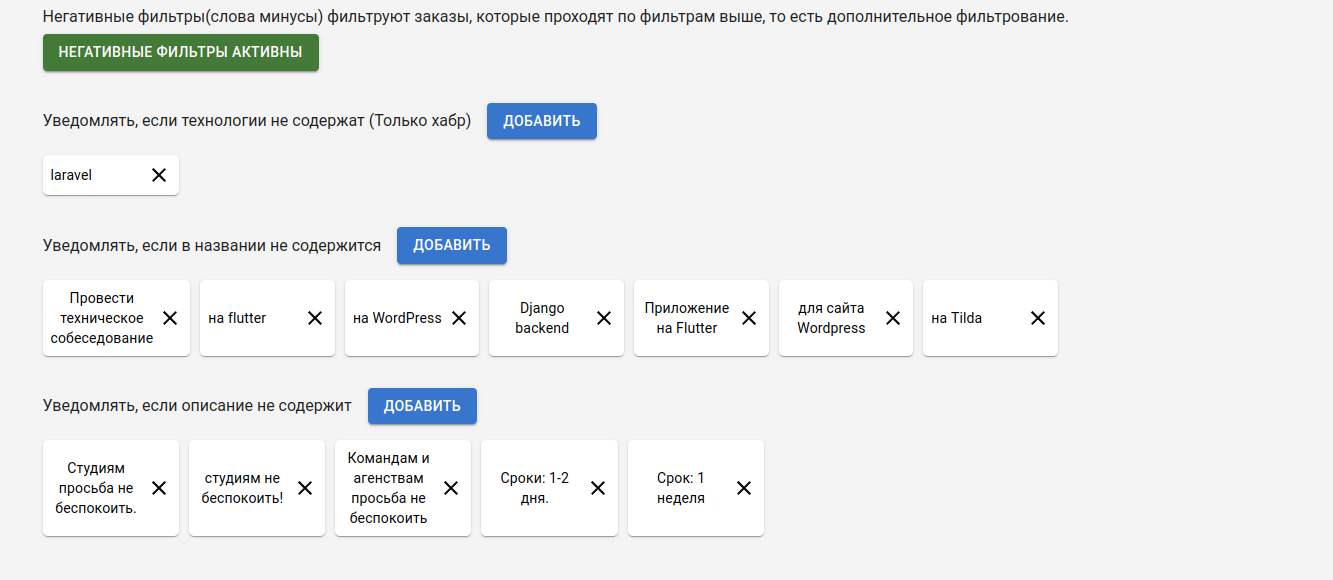 Негативные фильтры(слова минусы) фильтруют заказы, которые проходят по фильтрам выше, то есть дополнительное фильтрование.
НЕГАТИВНЫЕ ФИЛЬТРЫ АКТИВНЫ
Уведомлять, если технологии не содержат (Только хабр)
ДОБАВИТЬ
laravel
Уведомлять, если в названии не содержится
ДОБАВИТЬ
Провести
техническое
собеседование
на flutter
на WordPress
Django
backend
Приложение
на Flutter
для сайта
Wordpress
на Tilda
Уведомлять, если описание не содержит
ДОБАВИТЬ
Студиям
просьба не
беспокоить.
студиям не
беспокоить!
Командам и
агенствам
просьба не
беспокоить
Сроки: 1-2
дня.
Срок: 1
неделя